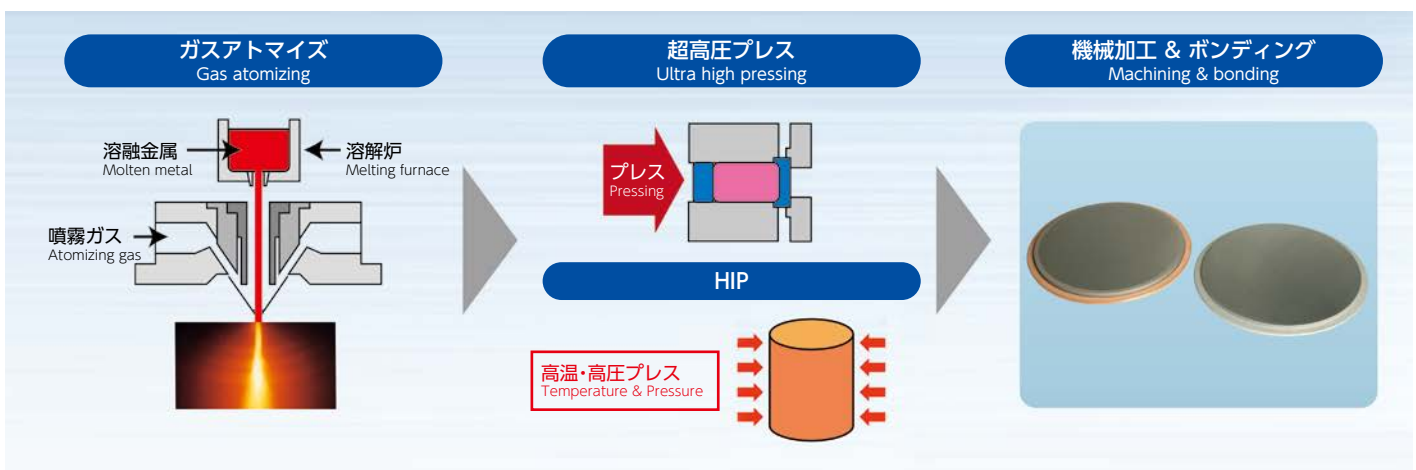 ガスアトマイズ
Gas atomizing
溶融金属
Molten metal
溶解炉
Melting furnace
噴霧ガス
Atomizing gas
超高圧プレス
Ultra high pressing
プレス
Pressing
HIP
高温・高圧プレス
Temperature & Pressure
機械加工 & ボンディング
Machining & bonding